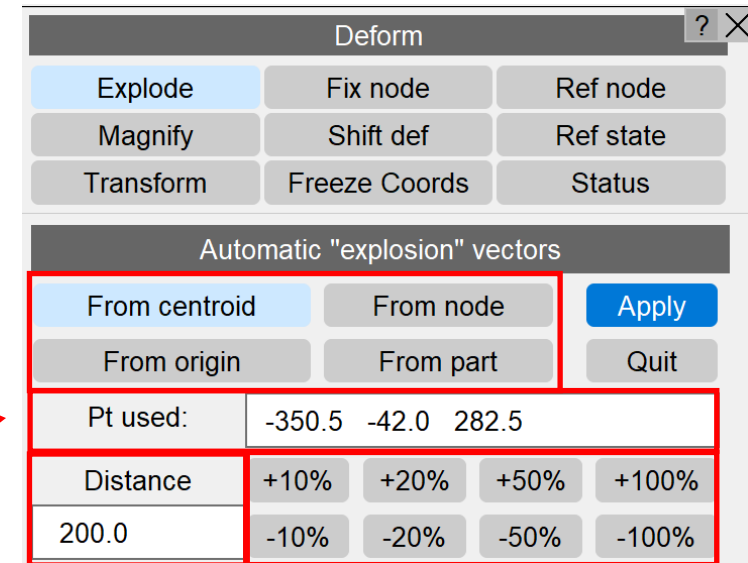 Deform ? X
Explode Fix node Ref node
Magnify Shift def Ref state
Transform Freeze Coords Status
Automatic "explosion" vectors
From centroid From node Apply
From origin From part Quit
Pt used: -350.5 -42.0 282.5
Distance +10% +20% +50% +100%
200.0 -10% -20% -50% -100%